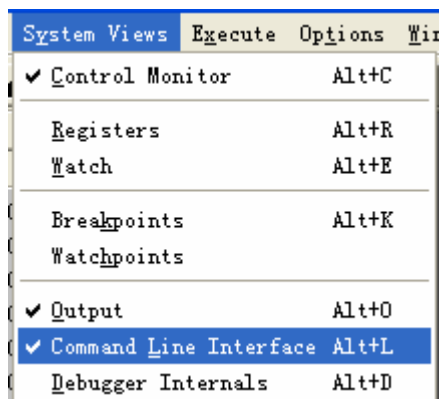 System Views Execute Options Wi
✔ Control Monitor Alt+C
Registers Alt+R
Watch Alt+E
Breakpoints Alt+K
Watchpoints
✔ Output Alt+O
✔ Command Line Interface Alt+L
Debugger Internals Alt+D